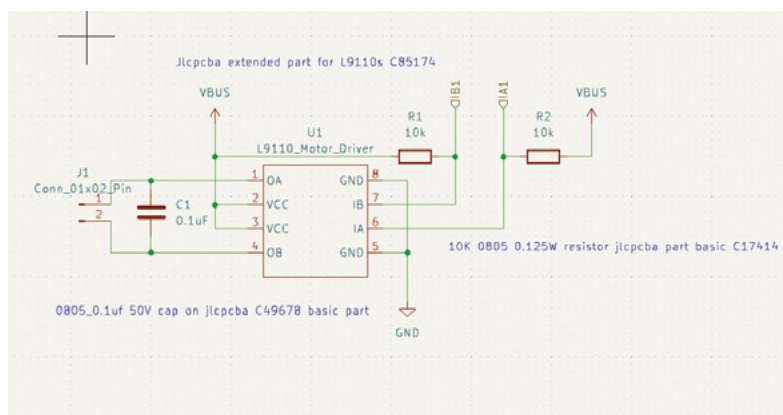 Jlcpcba extended part for L9110s C85174
VBUS
DIB1
DIA1
VBUS
R1
10k
R2
10k
U1
L9110_Motor_Driver
J1
Conn_01x02_Pin
1
2
C1
0.1uF
1 OA
2 VCC
3 VCC
4 OB
GND 8
IB 7
IA 6
GND 5
10K 0805 0.125W resistor jlcpcba part basic C17414
0805_0.1uf 50V cap on jlcpcba C49678 basic part
GND